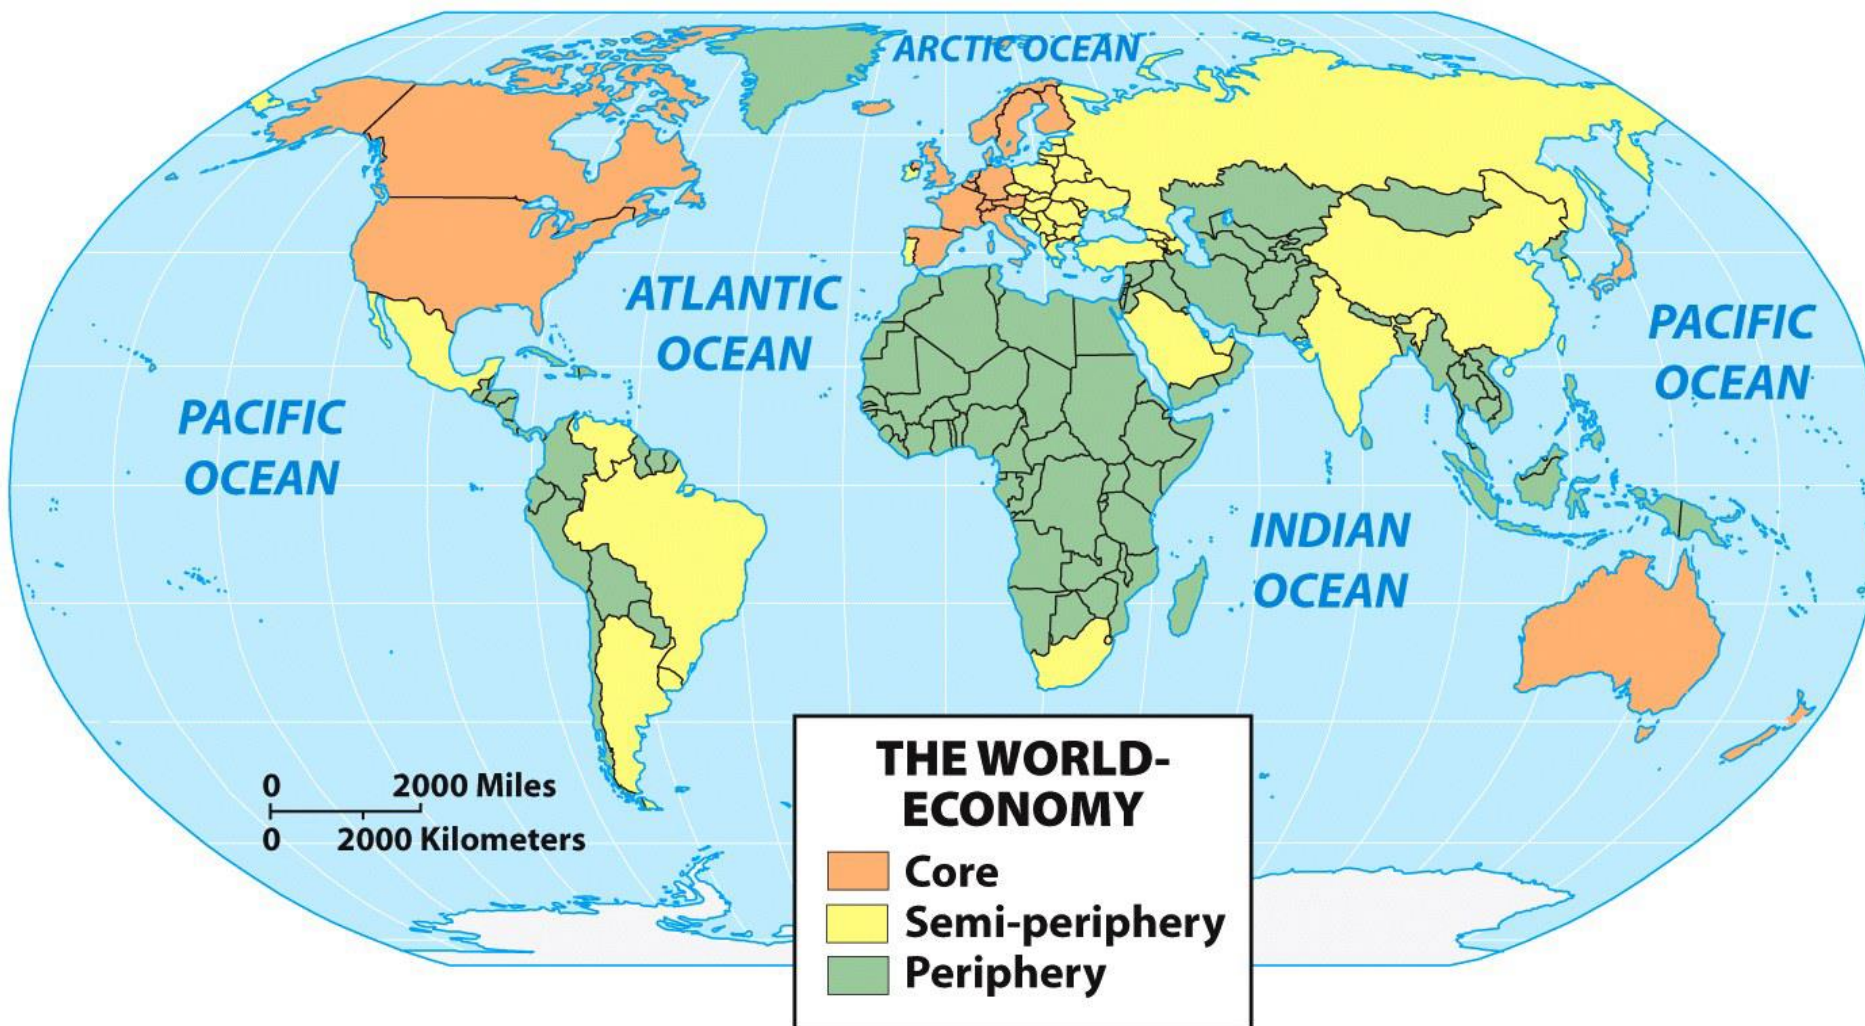 ARCTIC OCEAN
ATLANTIC
OCEAN
PACIFIC
OCEAN
PACIFIC
OCEAN
INDIAN
OCEAN
0 2000 Miles
0 2000 Kilometers
THE WORLD-
ECONOMY
Core
Semi-periphery
Periphery